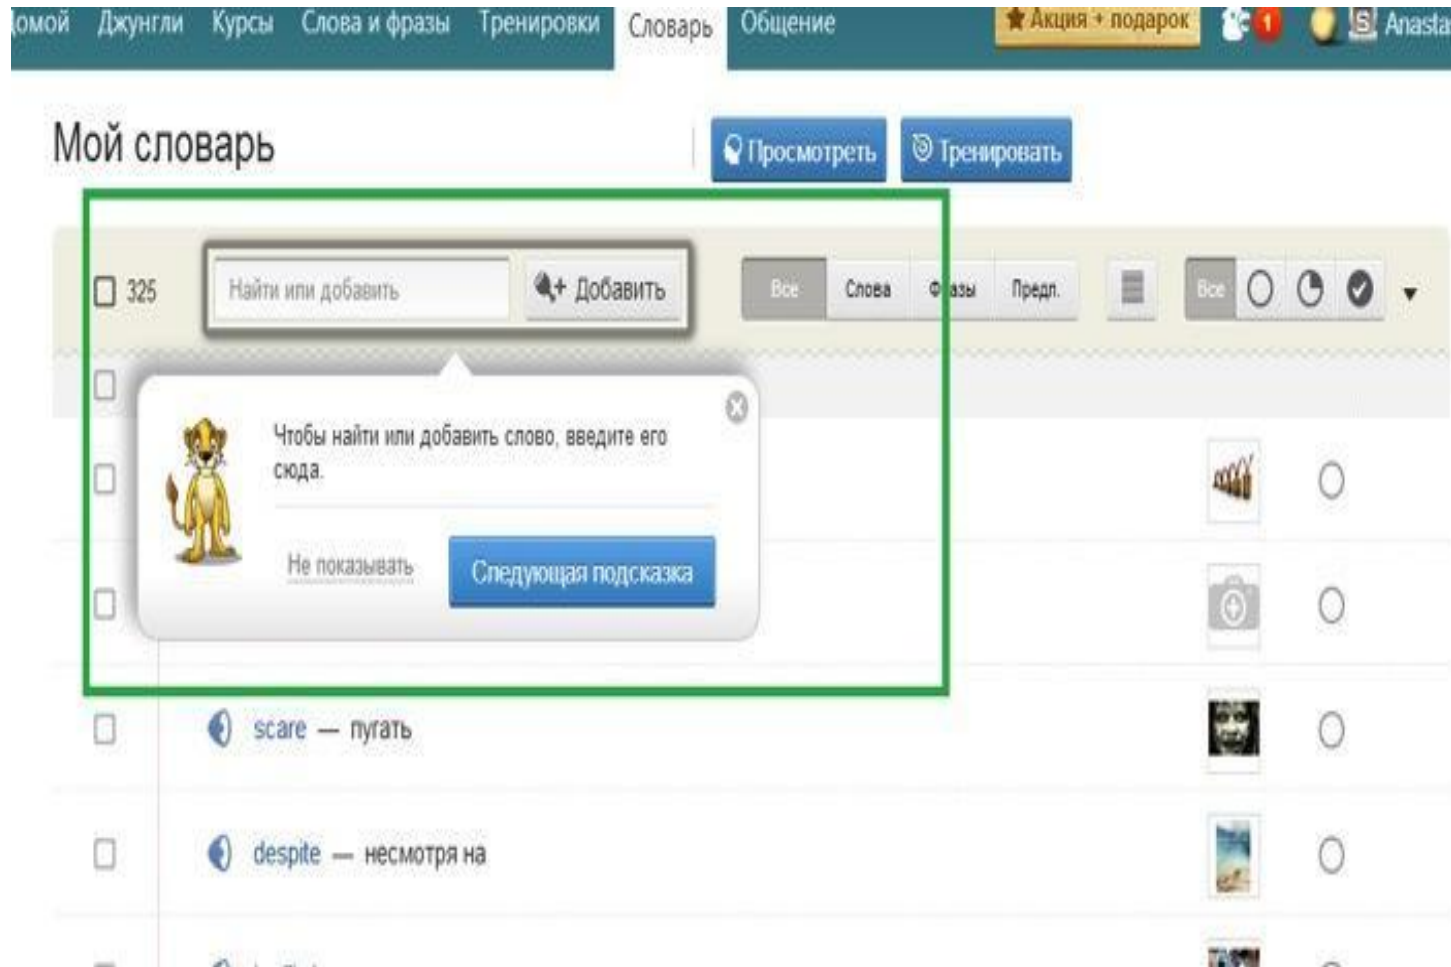 Джунгли Курсы Слова и фразы Тренировки Словарь Общение Акция + подарок 1 S
Мой словарь
Просмотреть Тренировать
325 Найти или добавить + Добавить Все Слова Фразы Предл. Все
Чтобы найти или добавить слово, введите его
сюда.
Не показывать Следующая подсказка
scare — пугать
despite — несмотря на